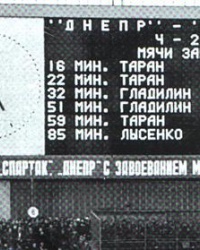 "ДНЕПР" - "
Ч - 2
МЯЧИ ЗА
16 МИН. ТАРАН
22 МИН. ТАРАН
32 МИН. ГЛАДИЛИН
51 МИН. ГЛАДИЛИН
59 МИН. ТАРАН
85 МИН. ЛЫСЕНКО
СПАРТАК" „ДНЕПР" С ЗАВОЕВАНИЕМ М